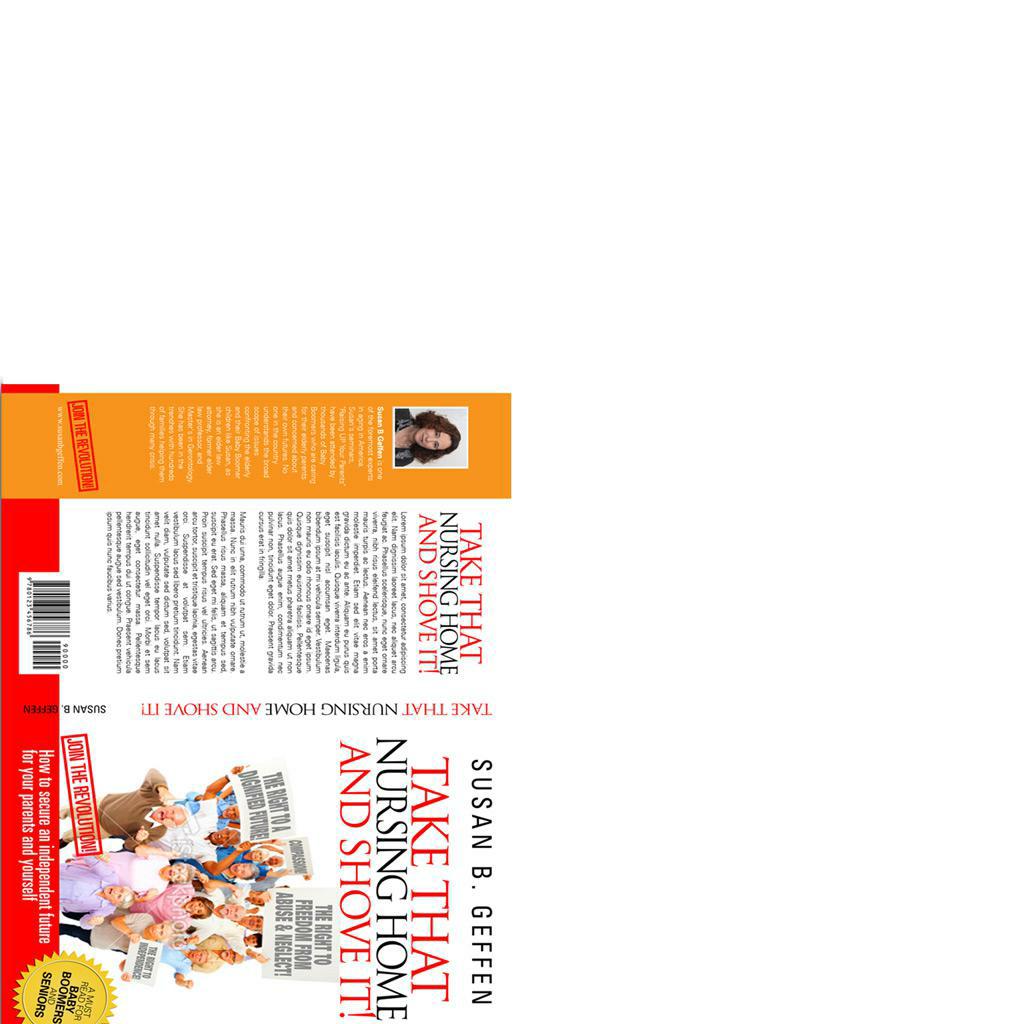 Susan B Geffen is one
of the foremost experts
in aging in America.
Susan's seminars,
"Raising UP Your Parents"
have been attended by
thousands of Baby
Boomers who are caring
for their elderly parents
and concerned about
their own futures. No
one in the country
understands the broad
scope of issues
confronting the elderly
and their Baby Boomer
children like Susan, as
she is an elder law
attorney, former elder
law professor, and
Master's in Gerontology.
She has been in the
trenches with hundreds
of families helping them
through many crisis.
JOIN THE REVOLUTION!
www.susanbgeffen.com
TAKE THAT
NURSING HOME
AND SHOVE IT!
Lorem ipsum dolor sit amet, consectetur adipiscing
elit. Nam dignissim laoreet lacus, nec aliquet arcu
feugiat ac. Phasellus scelerisque, nunc eget ornare
viverra, nibh risus eleifend lectus, sit amet porta
mauris turpis ac lectus. Aenean nec eros a enim
molestie imperdiet. Etiam sed elit vitae magna
gravida dictum eu ac ante. Aliquam eu purus quis
est facilisis iaculis. Quisque viverra interdum ligula,
eget suscipit nisl accumsan eget. Maecenas
bibendum ipsum at mi vehicula semper. Vestibulum
non mauris eu odio rhoncus ornare id eget ipsum.
Quisque dignissim euismod facilisis. Pellentesque
quis dolor sit amet metus pharetra aliquam ut non
lacus. Phasellus augue enim, condimentum nec
pulvinar non, tincidunt eget dolor. Praesent gravida
cursus erat in fringilla.
Mauris dui urna, commodo ut rutrum ut, molestie a
massa. Nunc in elit rutrum nibh vulputate ornare.
Phasellus risus massa, aliquam et tempus sed,
suscipit eu erat. Sed eget mi felis, ut sagittis arcu.
Proin suscipit tempus risus vel ultricies. Aenean
arcu tortor, suscipit et tristique lacinia, egestas vitae
orci. Suspendisse at volutpat sem. Etiam
vestibulum lacus sed libero pretium tincidunt. Nam
velit diam, vulputate sed dictum sed, volutpat sit
amet nulla. Suspendisse tempor lacus eu lacus
tincidunt sollicitudin vel eget orci. Morbi et sem
augue, eget consectetur massa. Pellentesque
hendrerit tempus dui ut congue. Praesent vehicula
pellentesque augue sed vestibulum. Donec pretium
ipsum quis nunc faucibus varius.
90000
9780123456786
TAKE THAT NURSING HOME AND SHOVE IT!
SUSAN B. GEFFEN
SUSAN B. GEFFEN
TAKE THAT
NURSING HOME
AND SHOVE IT!
THE RIGHT TO A
DIGNIFIED FUTURE!
COMPASSION!
THE RIGHT TO
FREEDOM FROM
ABUSE & NEGLECT!
THE RIGHT TO
INDEPENDENCE!
JOIN THE REVOLUTION!
How to secure an independent future
for your parents and yourself
A MUST
READ FOR
BABY
BOOMERS
AND
SENIORS